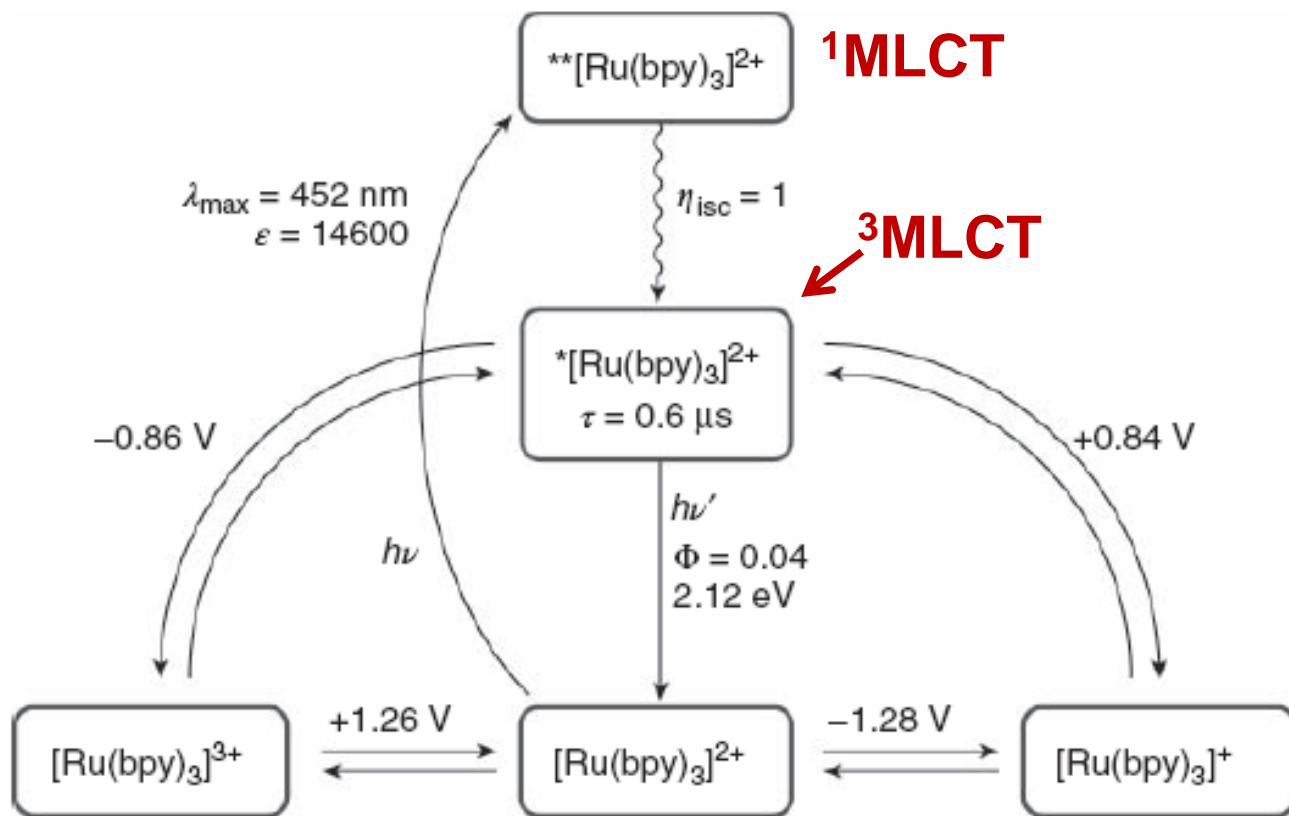 **[Ru(bpy)₃]²⁺
¹MLCT
λmax = 452 nm
ε = 14600
ηisc = 1
³MLCT
*[Ru(bpy)₃]²⁺
τ = 0.6 μs
−0.86 V
+0.84 V
hν
hν′
Φ = 0.04
2.12 eV
[Ru(bpy)₃]³⁺
+1.26 V
[Ru(bpy)₃]²⁺
−1.28 V
[Ru(bpy)₃]⁺